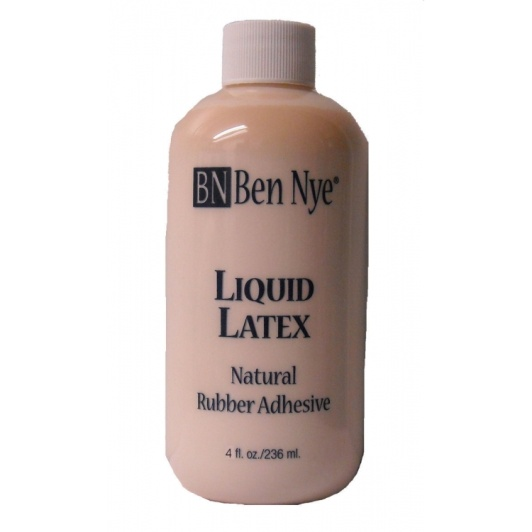 BN Ben Nye®
LIQUID
LATEX
Natural
Rubber Adhesive
4 fl. oz./236 ml.